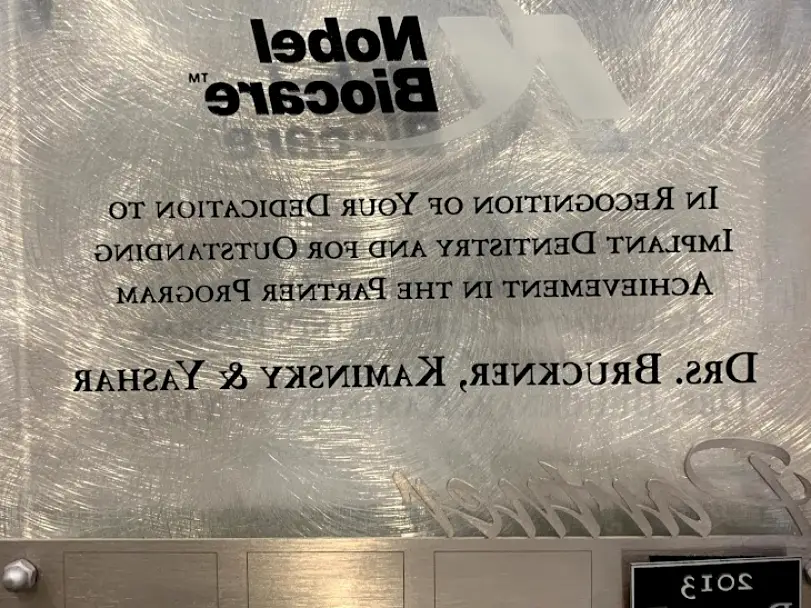 Nobel
Biocare™
In Recognition of Your Dedication to
Implant Dentistry and for Outstanding
Achievement in the Partner Program
Drs. Bruckner, Kaminsky & Yashar
Partner
2013